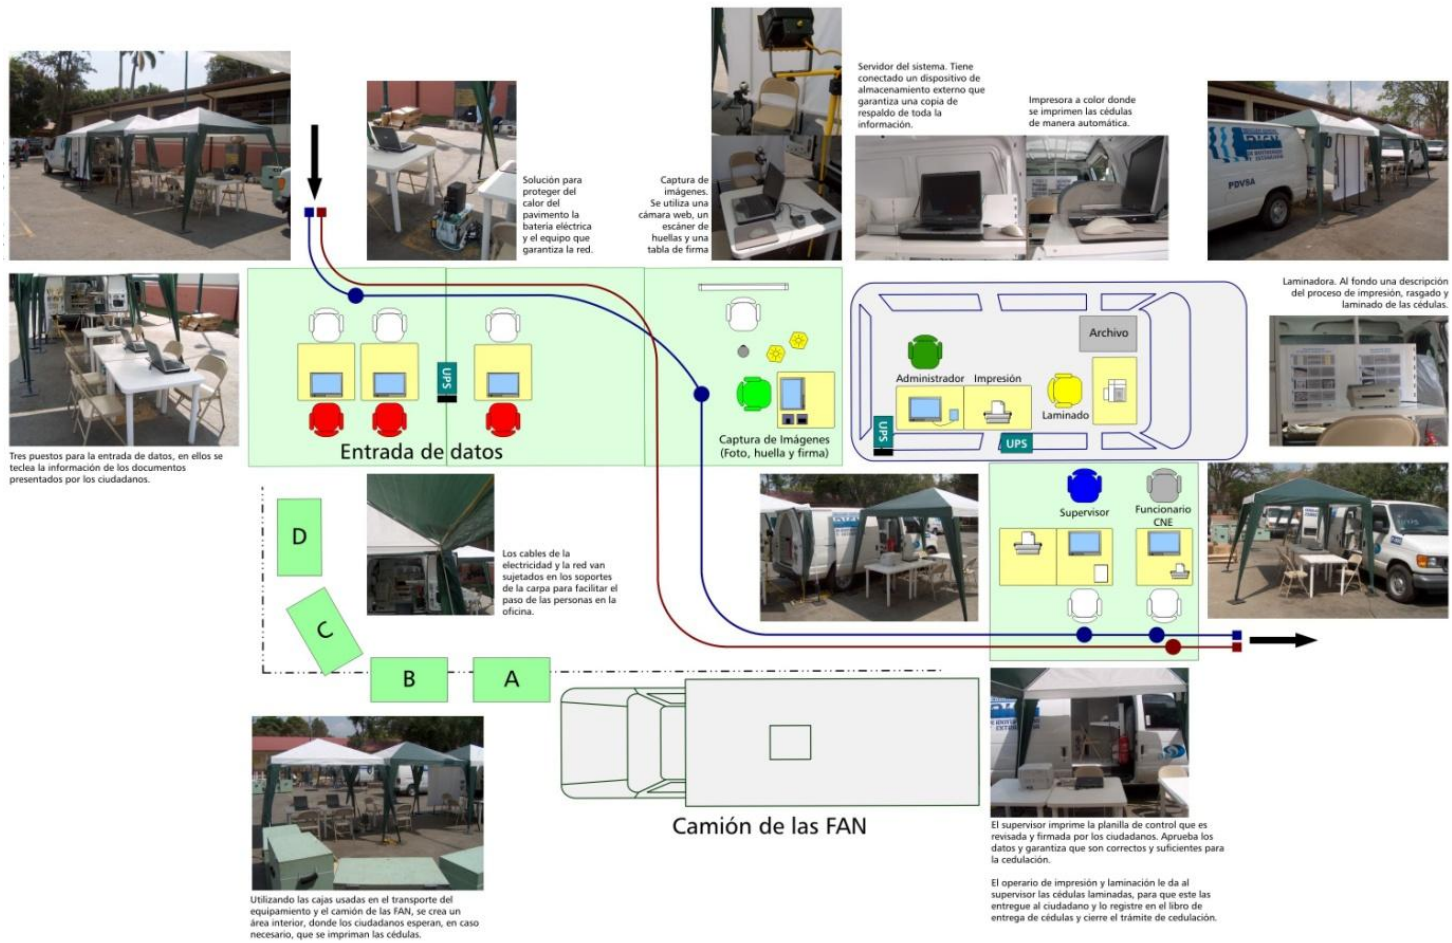 Servidor del sistema. Tiene
conectado un dispositivo de
almacenamiento externo que
garantiza una copia de
respaldo de toda la
información.
Impresora a color donde
se imprimen las cédulas
de manera automática.
Solución para
proteger del
calor del
pavimento la
bateria eléctrica
y el equipo que
garantiza la red.
Captura de
imágenes.
Se utiliza una
cámara web, un
escáner de
huellas y una
tabla de firma
PDVSA
Laminadora. Al fondo una descripción
del proceso de impresión, rasgado y
laminado de las cédulas.
Archivo
Administrador
Impresión
Laminado
UPS
UPS
UPS
Entrada de datos
Captura de Imágenes
(Foto, huella y firma)
Tres puestos para la entrada de datos, en ellos se
teclea la información de los documentos
presentados por los ciudadanos.
Supervisor
Funcionario
CNE
D
C
B
A
Los cables de la
electricidad y la red van
sujetados en los soportes
de la carpa para facilitar el
paso de las personas en la
oficina.
Camión de las FAN
El supervisor imprime la planilla de control que es
revisada y firmada por los ciudadanos. Aprueba los
datos y garantiza que son correctos y suficientes para
la cedulación.
El operario de impresión y laminación le da al
supervisor las cédulas laminadas, para que este las
entregue al ciudadano y lo registre en el libro de
entrega de cédulas y cierre el trámite de cedulación.
Utilizando las cajas usadas en el transporte del
equipamiento y el camión de las FAN, se crea un
área interior, donde los ciudadanos esperan, en caso
necesario, que se impriman las cédulas.